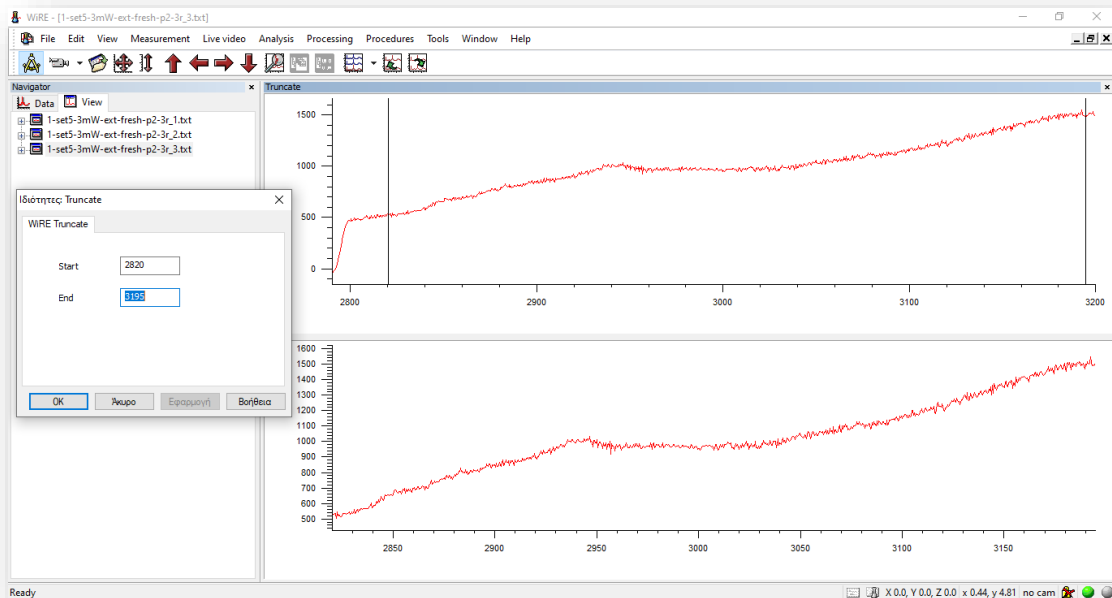 WiRE - [1-set5-3mW-ext-fresh-p2-3r_3.txt]
File Edit View Measurement Live video Analysis Processing Procedures Tools Window Help
Navigator
Data View
1-set5-3mW-ext-fresh-p2-3r_1.txt
1-set5-3mW-ext-fresh-p2-3r_2.txt
1-set5-3mW-ext-fresh-p2-3r_3.txt
Ιδιότητες: Truncate
WiRE Truncate
Start 2820
End 3195
OK Άκυρο Εφαρμογή Βοήθεια
Truncate
1500
1000
500
0
2800 2900 3000 3100 3200
1600
1500
1400
1300
1200
1100
1000
900
800
700
600
500
2850 2900 2950 3000 3050 3100 3150
Ready X 0.0, Y 0.0, Z 0.0 x 0.44, y 4.81 no cam